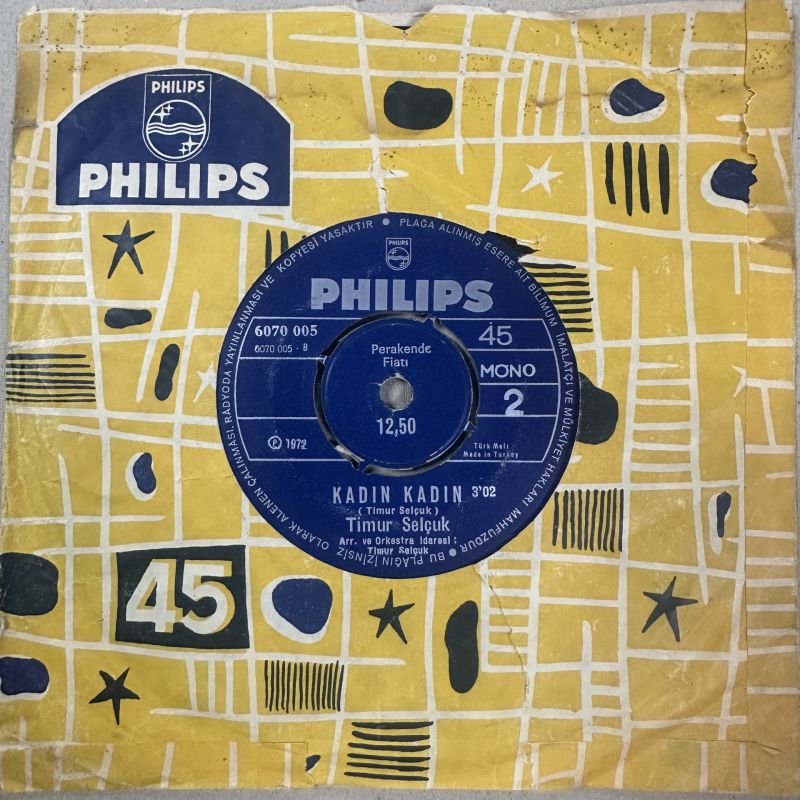 PHILIPS
PHILIPS
PLAĞA ALINMIŞ ESERE AİT BİLİMUM İMALÂTÇI VE MÜLKİYET HAKLARI MAHFUZDUR • BU PLAĞIN İZİNSİZ OLARAK ALENEN ÇALINMASI, RADYODA YAYINLANMASI VE KOPYESİ YASAKTIR •
PHILIPS
PHILIPS
6070 005
6070 005 - B
Perakende
Fiatı
12,50
45
MONO
2
℗ 1972
Türk Malı
Made in Turkey
KADIN KADIN 3'02
( Timur Selçuk )
Timur Selçuk
Arr. ve Orkestra İdaresi :
Timur Selçuk
45